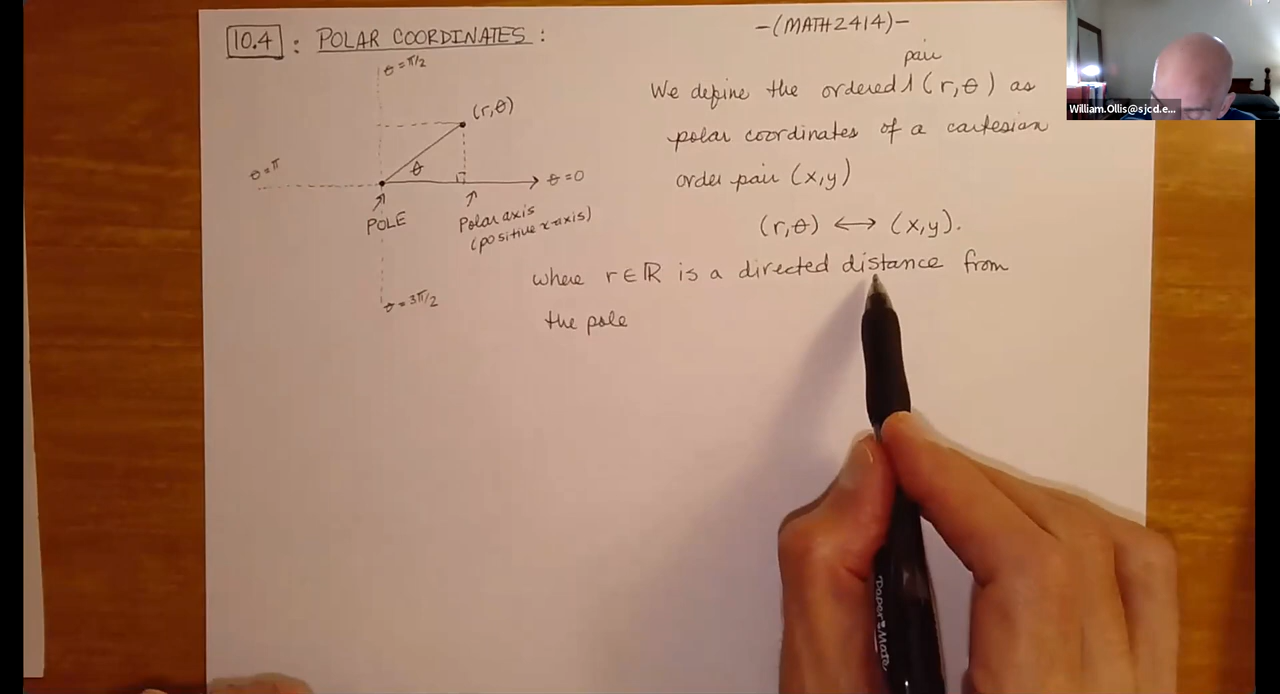 10.4 : POLAR COORDINATES :
-(MATH2414)-
θ = π/2
(r,θ)
θ
θ = π
θ = 0
POLE
Polar axis
(positive x-axis)
θ = 3π/2
pair
We define the ordered ∧ (r,θ) as
polar coordinates of a cartesian
order pair (x,y)
(r,θ) ⟷ (x,y).
where r∈ℝ is a directed distance from
the pole
William.Ollis@sjcd.e...
Paper Mate